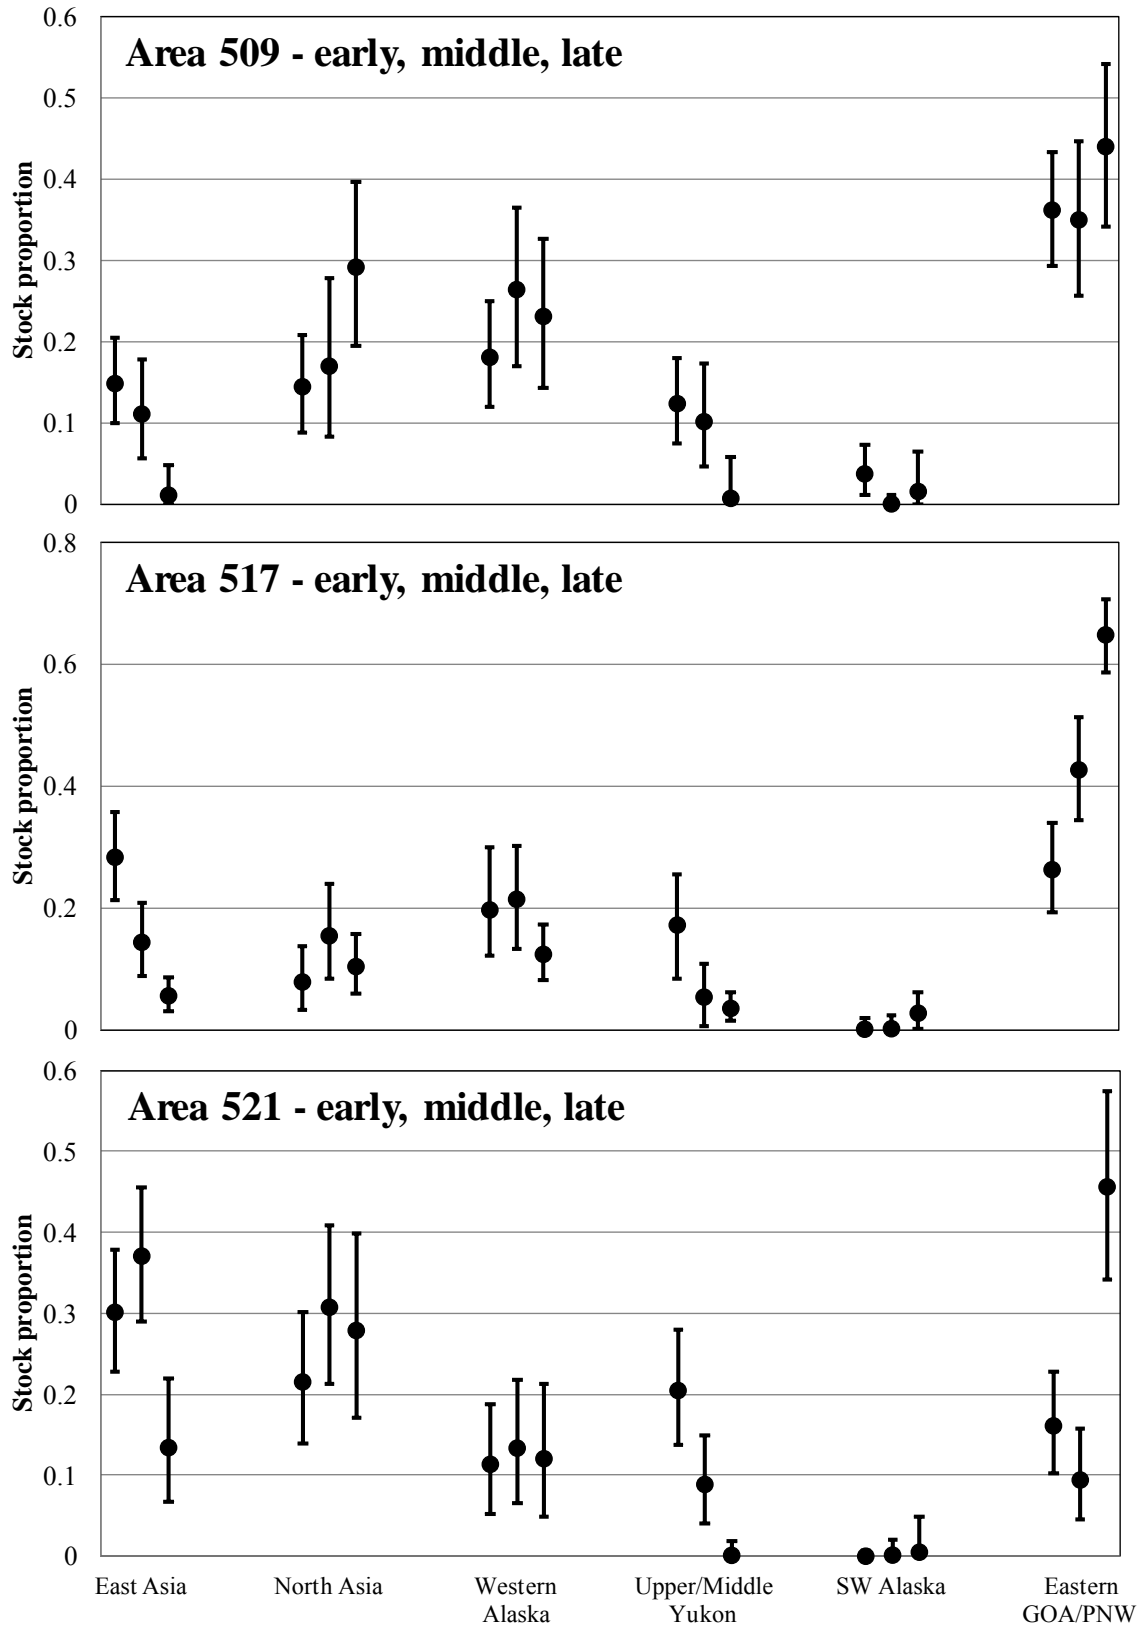 Area 509 - early, middle, late
Stock proportion
0.6
0.5
0.4
0.3
0.2
0.1
0
Area 517 - early, middle, late
Stock proportion
0.8
0.6
0.4
0.2
0
Area 521 - early, middle, late
Stock proportion
0.6
0.5
0.4
0.3
0.2
0.1
0
East Asia
North Asia
Western
Alaska
Upper/Middle
Yukon
SW Alaska
Eastern
GOA/PNW